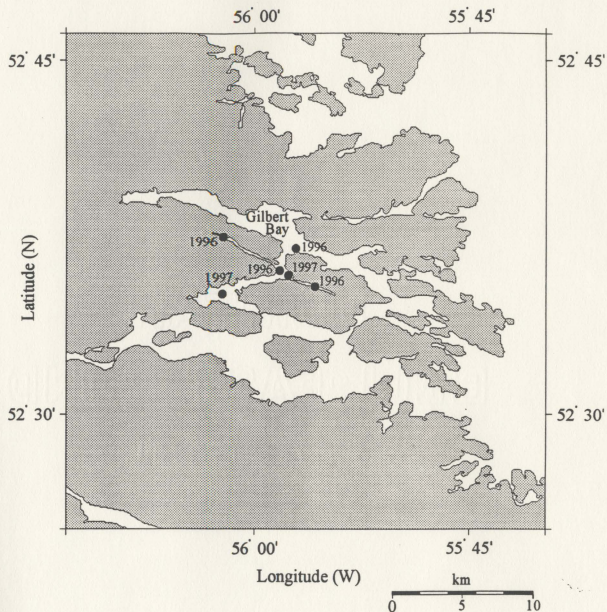 56° 00' 55° 45'
52° 45' 52° 45'
Gilbert
Bay
1996 1996
1996 1997
1997 1996
Latitude (N)
52° 30' 52° 30'
56° 00' 55° 45'
Longitude (W)
km
0 5 10